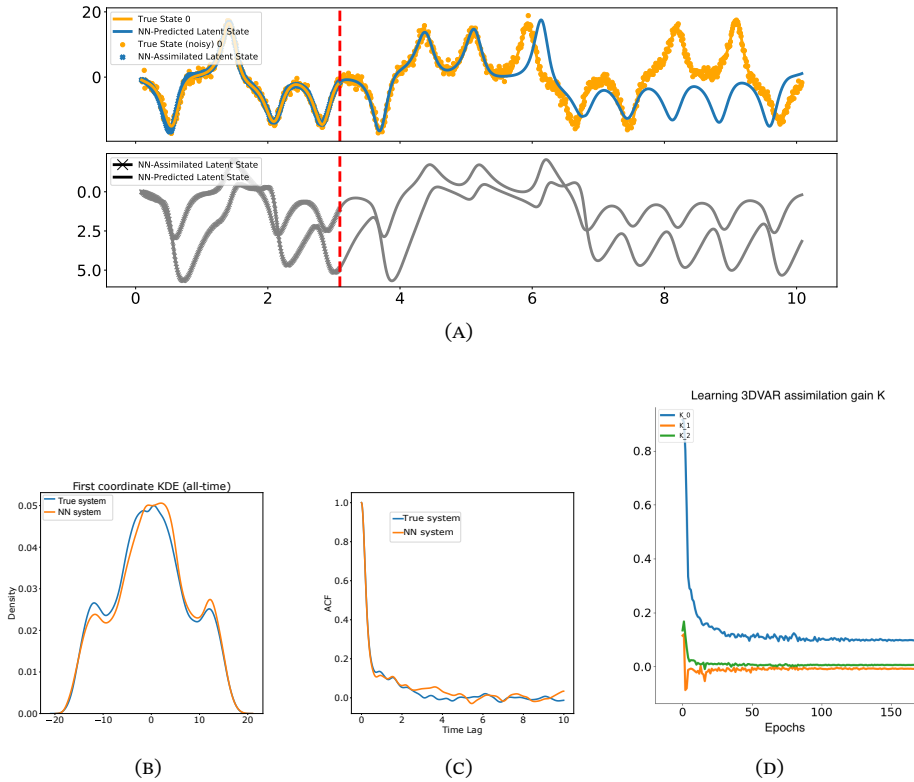 20
0
True State 0
NN-Predicted Latent State
True State (noisy) 0
NN-Assimilated Latent State
NN-Assimilated Latent State
NN-Predicted Latent State
0.0
2.5
5.0
0 2 4 6 8 10
(A)
First coordinate KDE (all-time)
True system
NN system
Density
0.05
0.04
0.03
0.02
0.01
0.00
−20 −10 0 10 20
(B)
True system
NN system
ACF
1.0
0.8
0.6
0.4
0.2
0.0
0 2 4 6 8 10
Time Lag
(C)
Learning 3DVAR assimilation gain K
K_0
K_1
K_2
0.8
0.6
0.4
0.2
0.0
0 50 100 150
Epochs
(D)